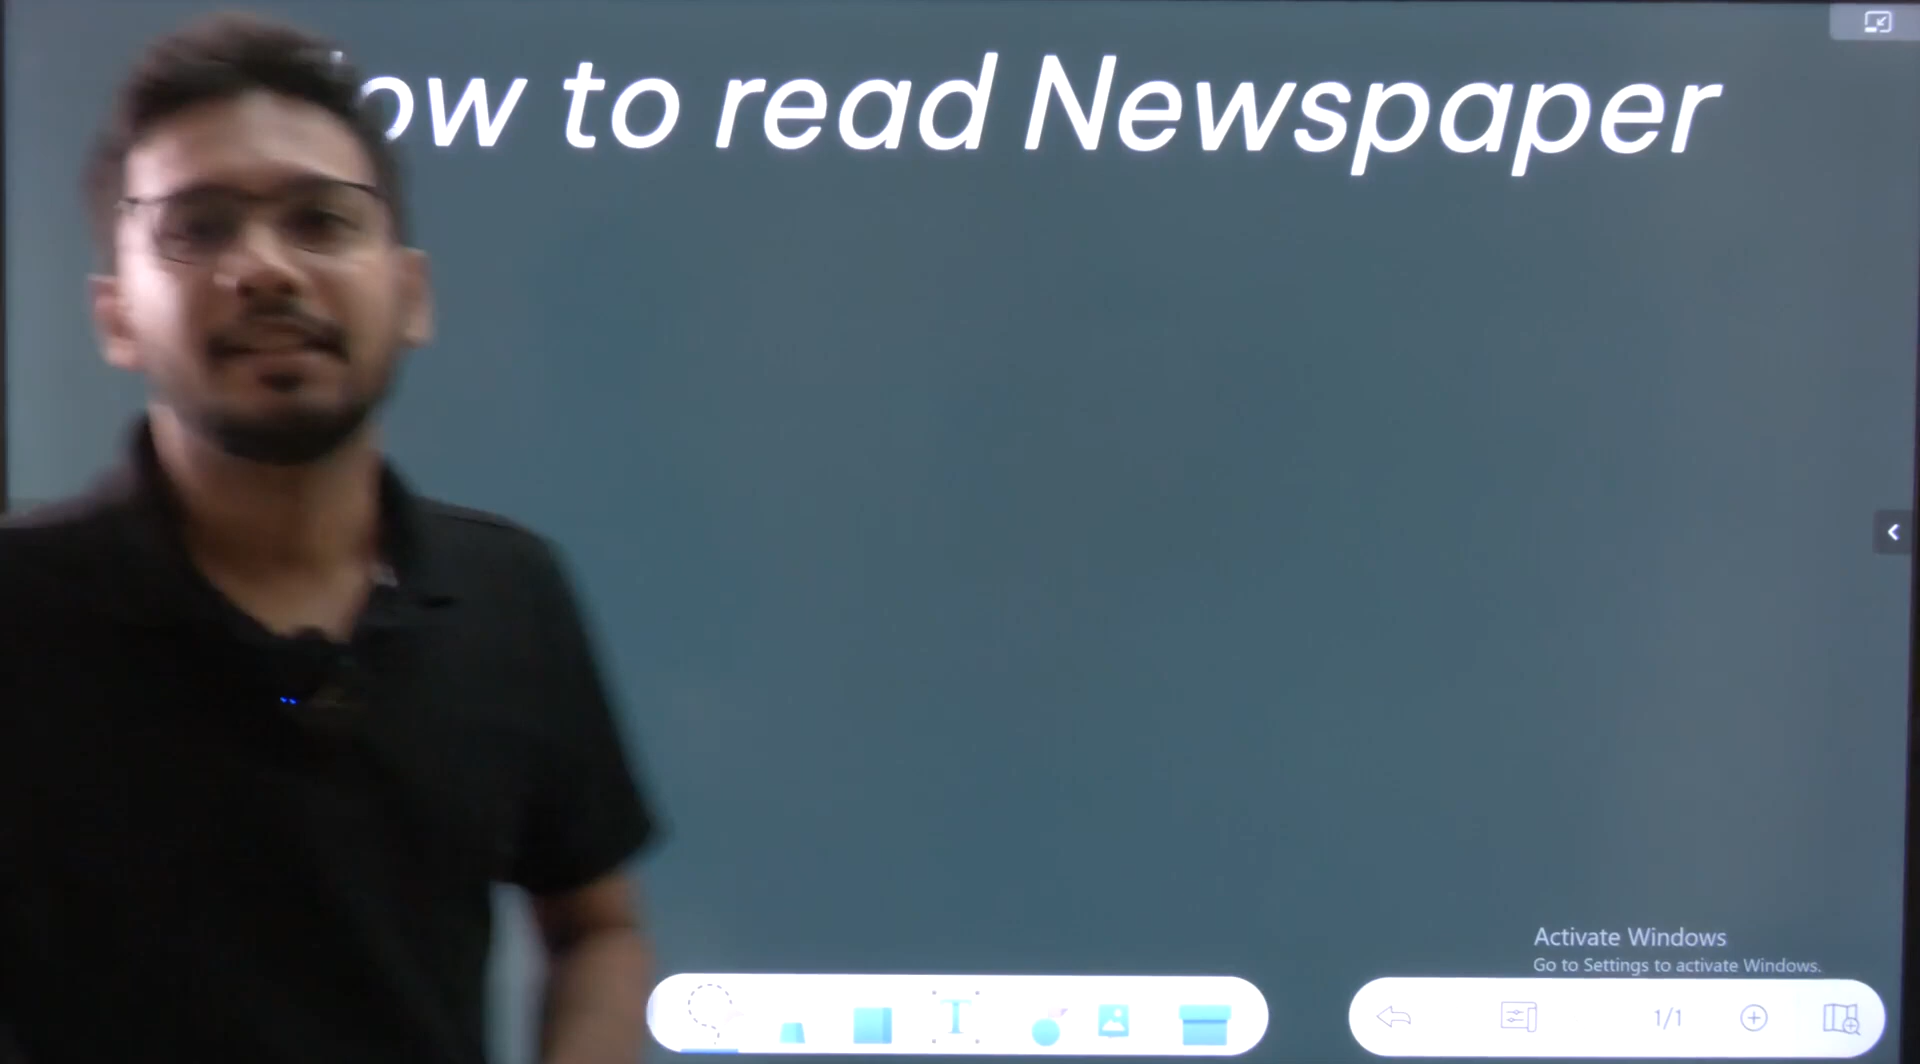 ow to read Newspaper
Activate Windows
Go to Settings to activate Windows.
1/1